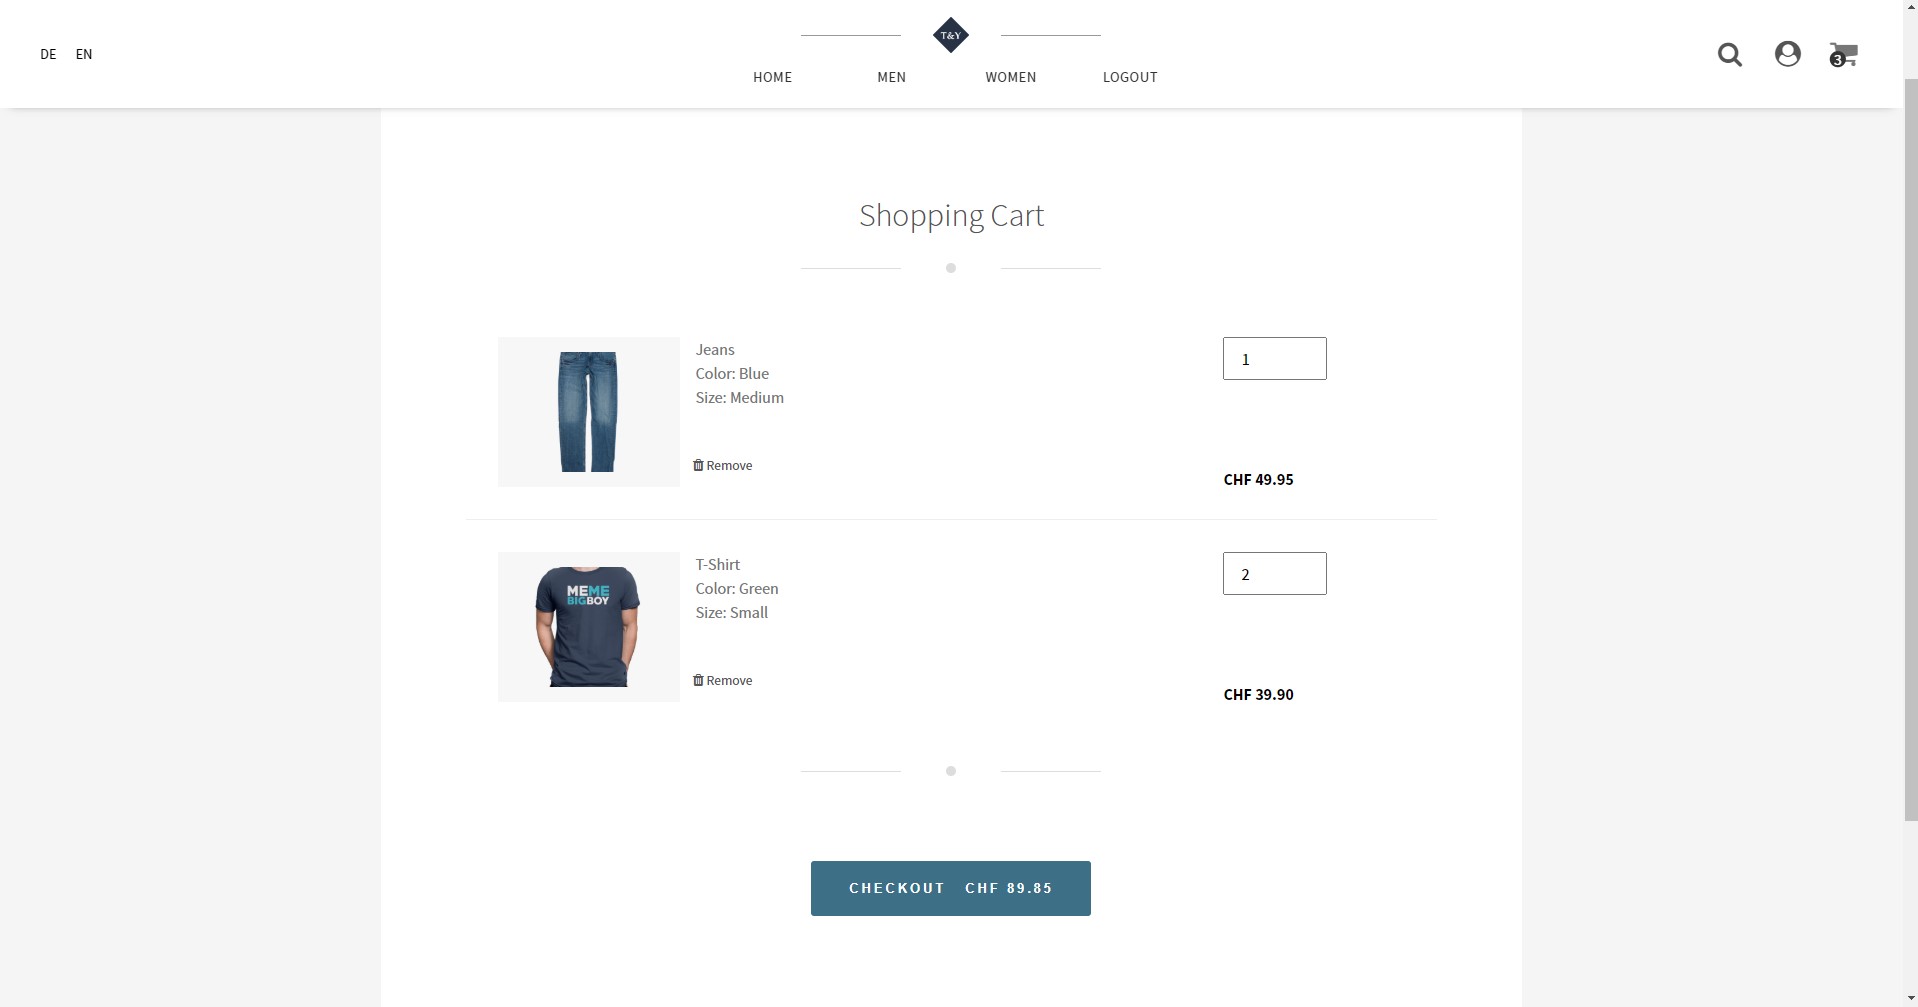 DE EN
T&Y
HOME MEN WOMEN LOGOUT
3
Shopping Cart
Jeans
Color: Blue
Size: Medium
Remove
1
CHF 49.95
T-Shirt
Color: Green
Size: Small
Remove
MEME
BIGBOY
2
CHF 39.90
CHECKOUT CHF 89.85